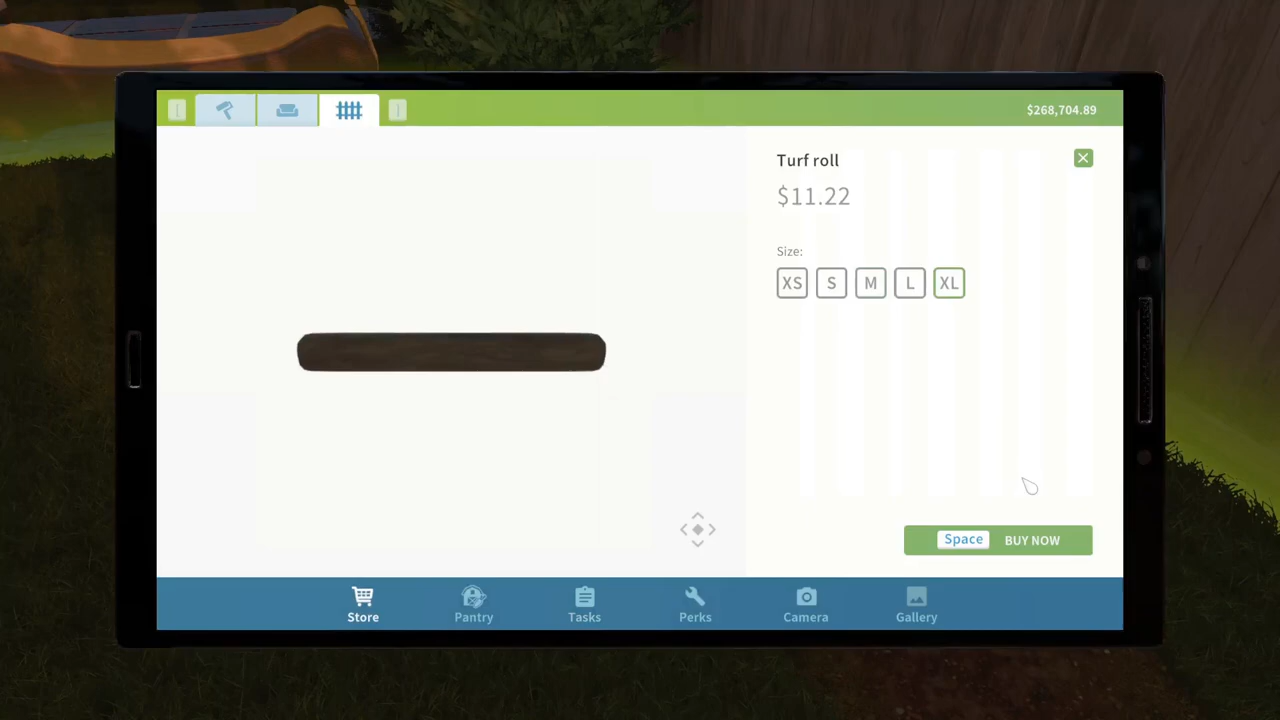 $268,704.89
Turf roll
$11.22
Size:
XS S M L XL
Space BUY NOW
Store Pantry Tasks Perks Camera Gallery